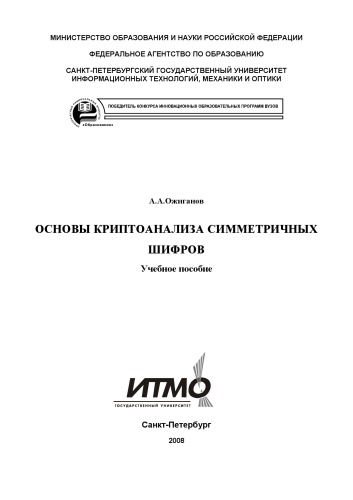 МИНИСТЕРСТВО ОБРАЗОВАНИЯ И НАУКИ РОССИЙСКОЙ ФЕДЕРАЦИИ
ФЕДЕРАЛЬНОЕ АГЕНТСТВО ПО ОБРАЗОВАНИЮ
САНКТ-ПЕТЕРБУРГСКИЙ ГОСУДАРСТВЕННЫЙ УНИВЕРСИТЕТ
ИНФОРМАЦИОННЫХ ТЕХНОЛОГИЙ, МЕХАНИКИ И ОПТИКИ
ПОБЕДИТЕЛЬ КОНКУРСА ИННОВАЦИОННЫХ ОБРАЗОВАТЕЛЬНЫХ ПРОГРАММ ВУЗОВ
«Образование»
А.А.Ожиганов
ОСНОВЫ КРИПТОАНАЛИЗА СИММЕТРИЧНЫХ
ШИФРОВ
Учебное пособие
ИТМО
ГОСУДАРСТВЕННЫЙ УНИВЕРСИТЕТ
Санкт-Петербург
2008